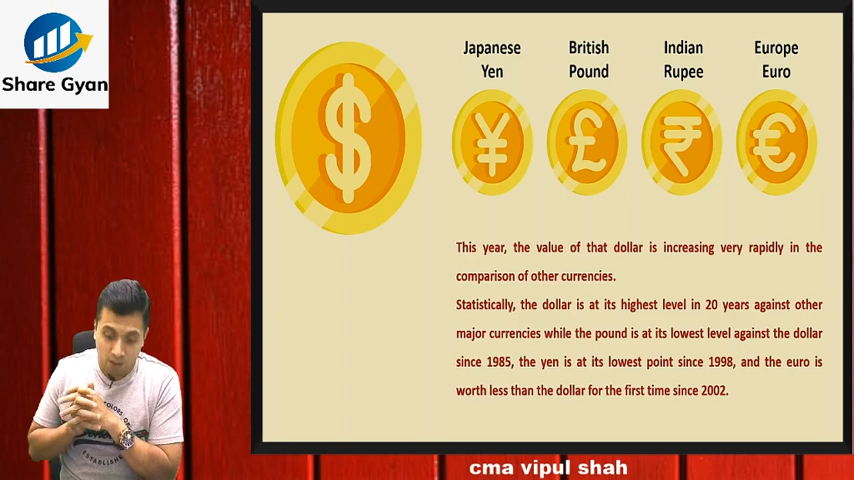 Share Gyan
Japanese
Yen
British
Pound
Indian
Rupee
Europe
Euro
$
¥
£
₹
€
This year, the value of that dollar is increasing very rapidly in the
comparison of other currencies.
Statistically, the dollar is at its highest level in 20 years against other
major currencies while the pound is at its lowest level against the dollar
since 1985, the yen is at its lowest point since 1998, and the euro is
worth less than the dollar for the first time since 2002.
ESTABLISHE
cma vipul shah